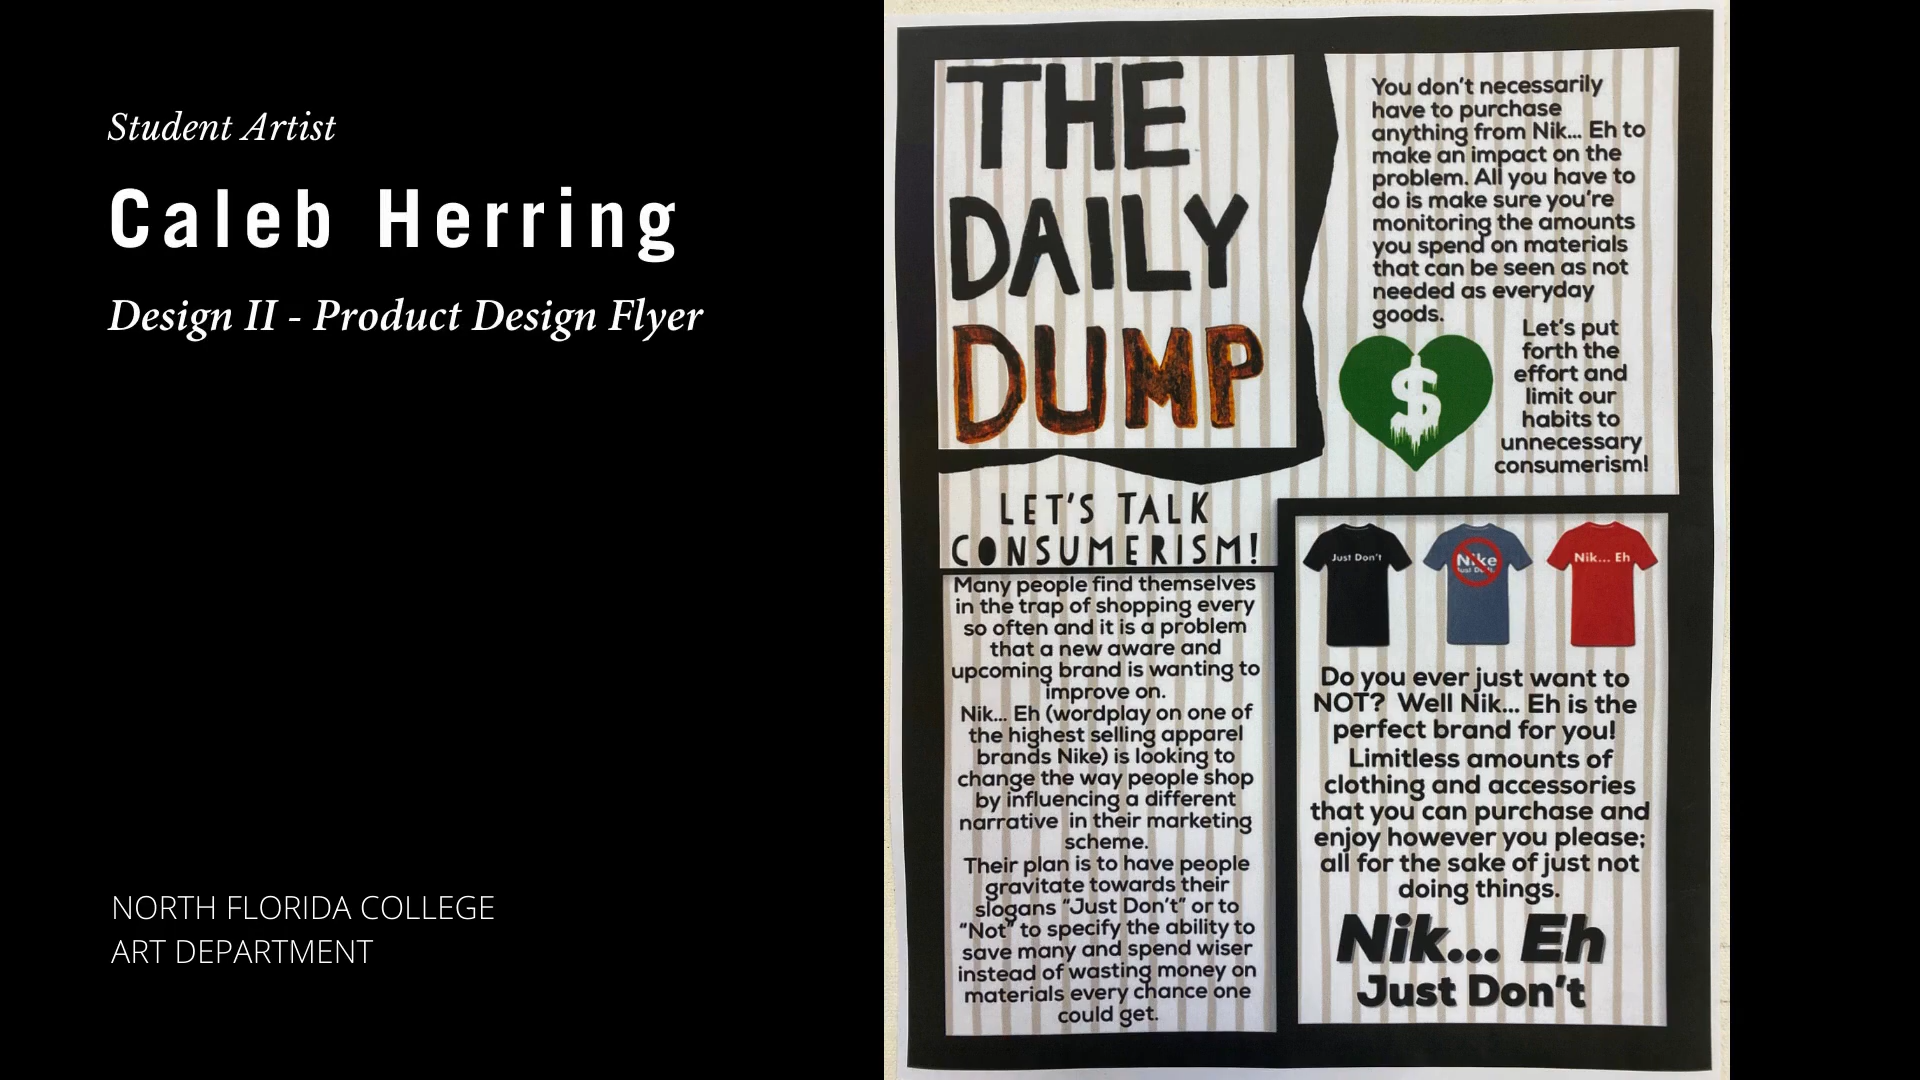 Student Artist
Caleb Herring
Design II - Product Design Flyer
NORTH FLORIDA COLLEGE
ART DEPARTMENT
THE
DAILY
DUMP
LET'S TALK
CONSUMERISM!
Many people find themselves
in the trap of shopping every
so often and it is a problem
that a new aware and
upcoming brand is wanting to
improve on.
Nik... Eh (wordplay on one of
the highest selling apparel
brands Nike) is looking to
change the way people shop
by influencing a different
narrative in their marketing
scheme.
Their plan is to have people
gravitate towards their
slogans "Just Don't" or to
"Not" to specify the ability to
save many and spend wiser
instead of wasting money on
materials every chance one
could get.
You don't necessarily
have to purchase
anything from Nik... Eh to
make an impact on the
problem. All you have to
do is make sure you're
monitoring the amounts
you spend on materials
that can be seen as not
needed as everyday
goods.
$
Let's put
forth the
effort and
limit our
habits to
unnecessary
consumerism!
Just Don't
Nike
Just Do It.
Nik... Eh
Do you ever just want to
NOT? Well Nik... Eh is the
perfect brand for you!
Limitless amounts of
clothing and accessories
that you can purchase and
enjoy however you please;
all for the sake of just not
doing things.
Nik... Eh
Just Don't